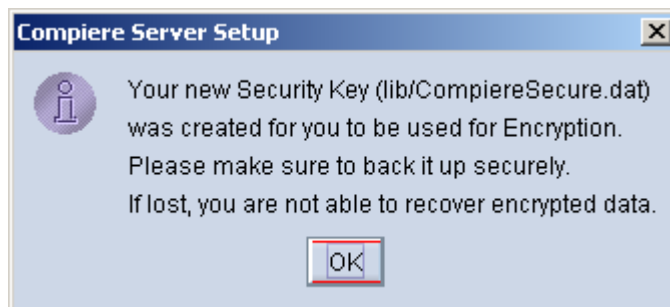 Compiere Server Setup
Your new Security Key (lib/CompiereSecure.dat)
was created for you to be used for Encryption.
Please make sure to back it up securely.
If lost, you are not able to recover encrypted data.
OK